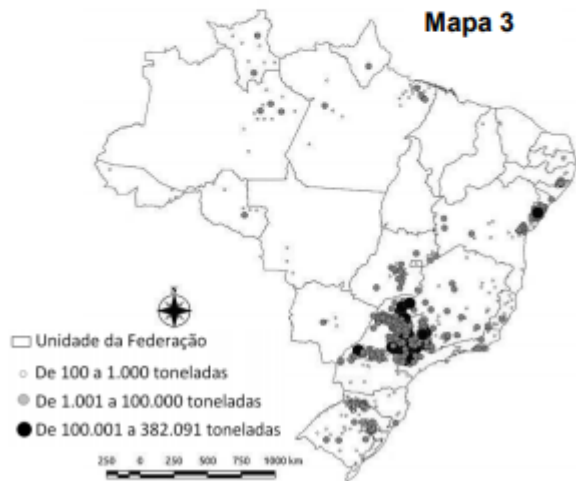 Mapa 3
N
Unidade da Federação
De 100 a 1.000 toneladas
De 1.001 a 100.000 toneladas
De 100.001 a 382.091 toneladas
250 0 250 500 750 1000 km